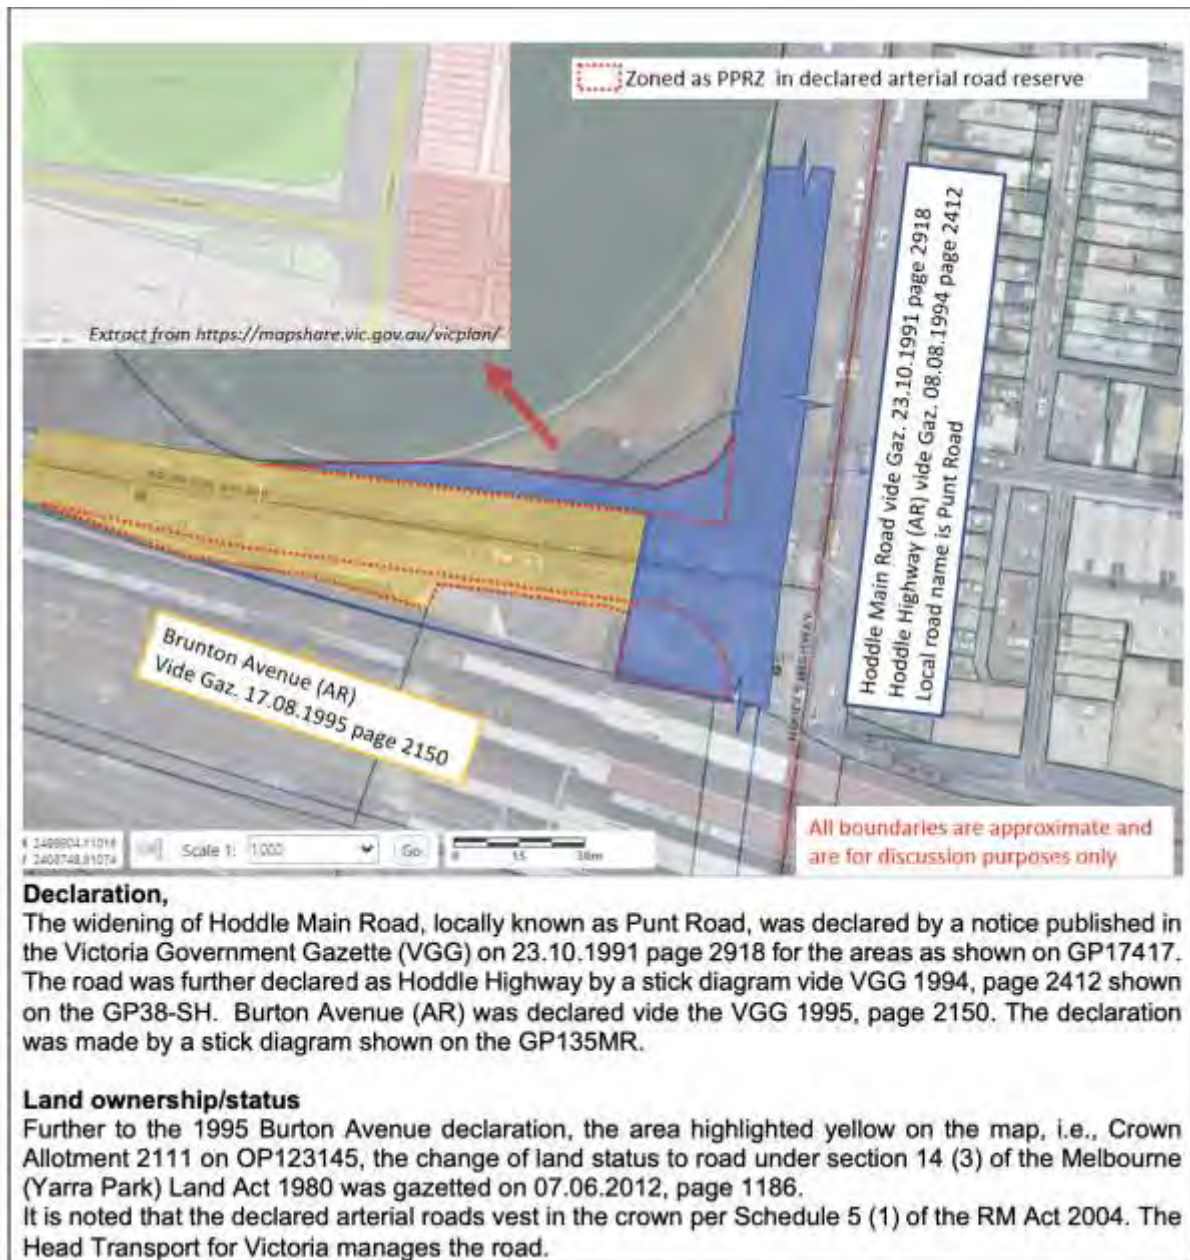 Zoned as PPRZ in declared arterial road reserve
Extract from https://mapshare.vic.gov.au/vicplan/
Hoddle Main Road vide Gaz. 23.10.1991 page 2918
Hoddle Highway (AR) vide Gaz. 08.08.1994 page 2412
Local road name is Punt Road
HODDLE HIGHWAY
Brunton Avenue (AR)
Vide Gaz. 17.08.1995 page 2150
Scale 1: 1000
Go
0 15 30m
All boundaries are approximate and
are for discussion purposes only
Declaration,
The widening of Hoddle Main Road, locally known as Punt Road, was declared by a notice published in
the Victoria Government Gazette (VGG) on 23.10.1991 page 2918 for the areas as shown on GP17417.
The road was further declared as Hoddle Highway by a stick diagram vide VGG 1994, page 2412 shown
on the GP38-SH. Burton Avenue (AR) was declared vide the VGG 1995, page 2150. The declaration
was made by a stick diagram shown on the GP135MR.
Land ownership/status
Further to the 1995 Burton Avenue declaration, the area highlighted yellow on the map, i.e., Crown
Allotment 2111 on OP123145, the change of land status to road under section 14 (3) of the Melbourne
(Yarra Park) Land Act 1980 was gazetted on 07.06.2012, page 1186.
It is noted that the declared arterial roads vest in the crown per Schedule 5 (1) of the RM Act 2004. The
Head Transport for Victoria manages the road.